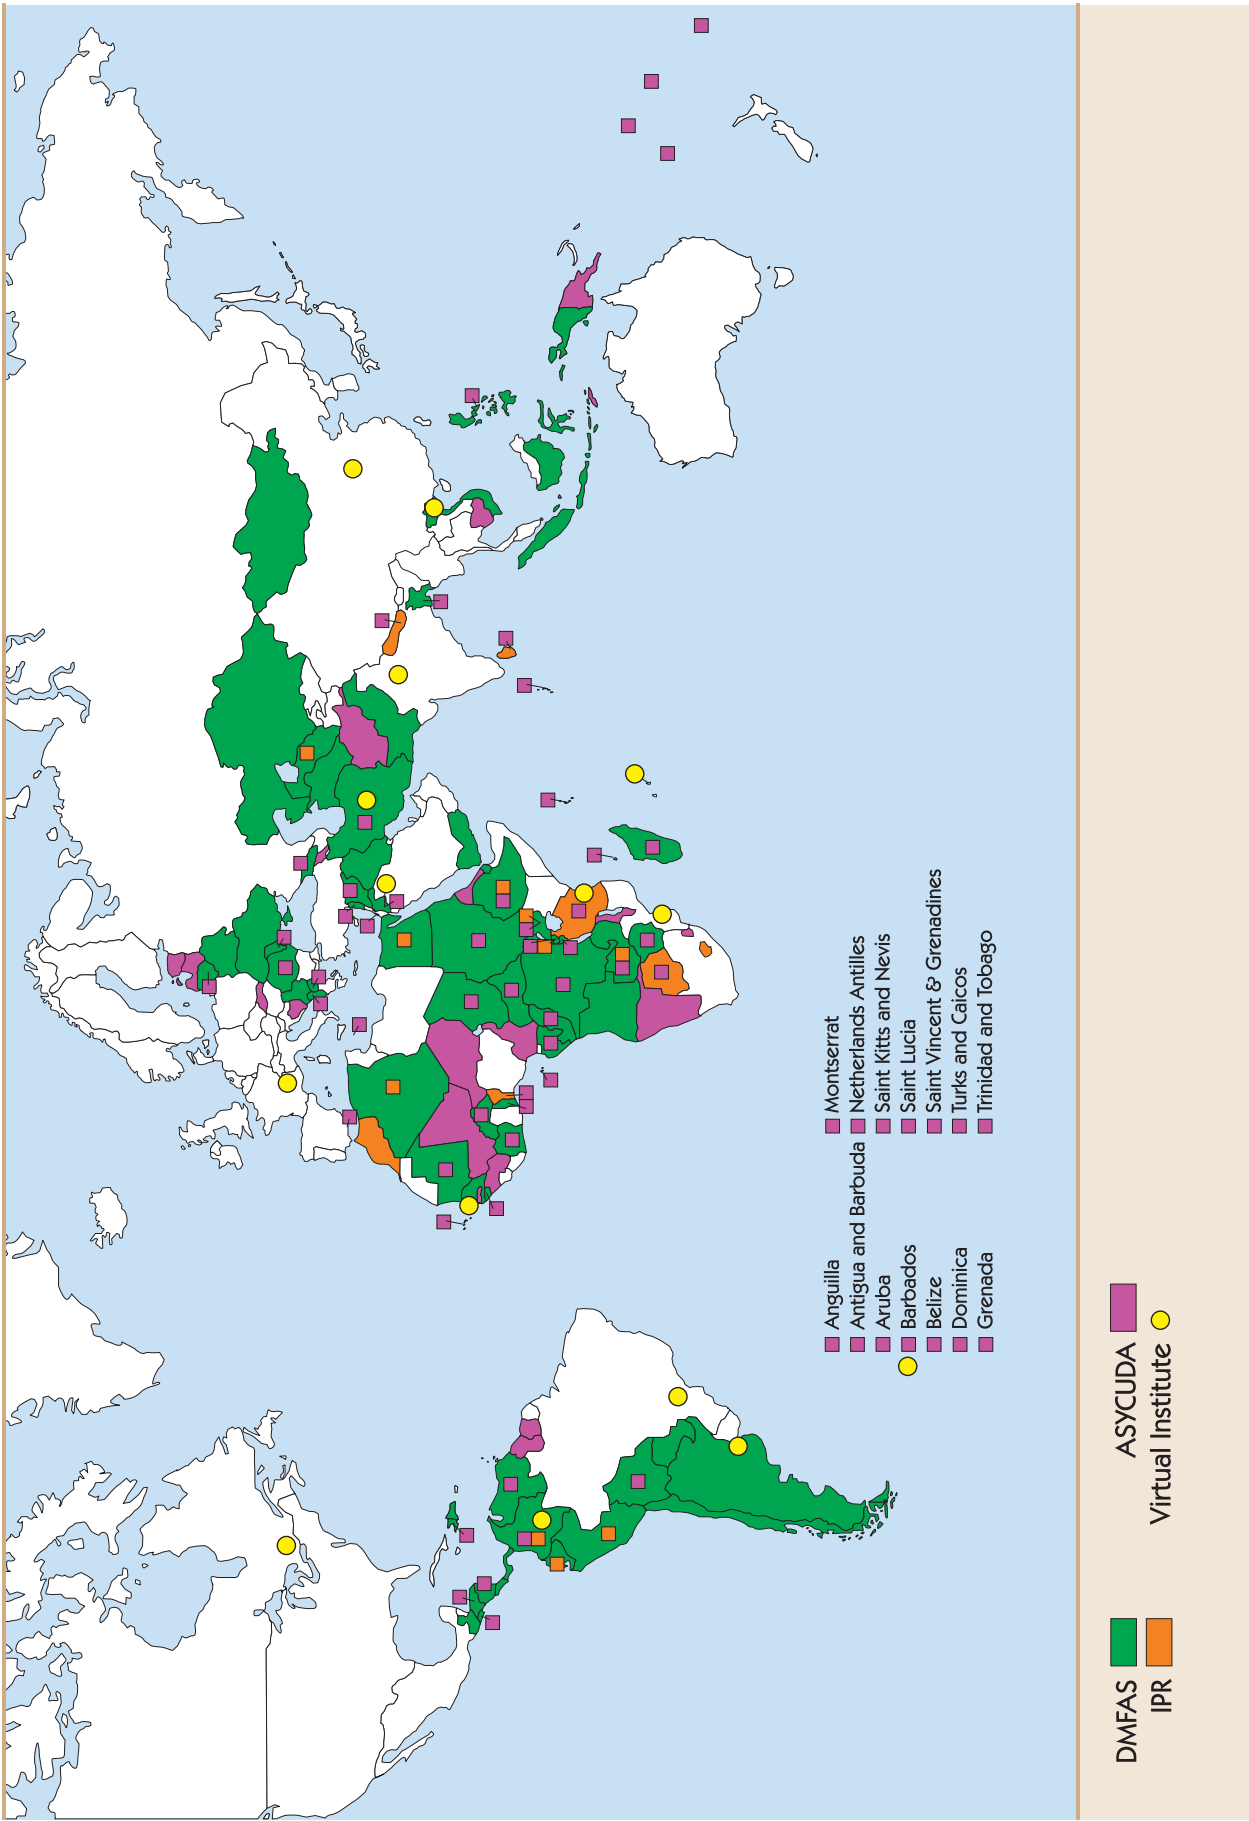 Anguilla
Antigua and Barbuda
Aruba
Barbados
Belize
Dominica
Grenada
Montserrat
Netherlands Antilles
Saint Kitts and Nevis
Saint Lucia
Saint Vincent & Grenadines
Turks and Caicos
Trinidad and Tobago
DMFAS
IPR
ASYCUDA
Virtual Institute